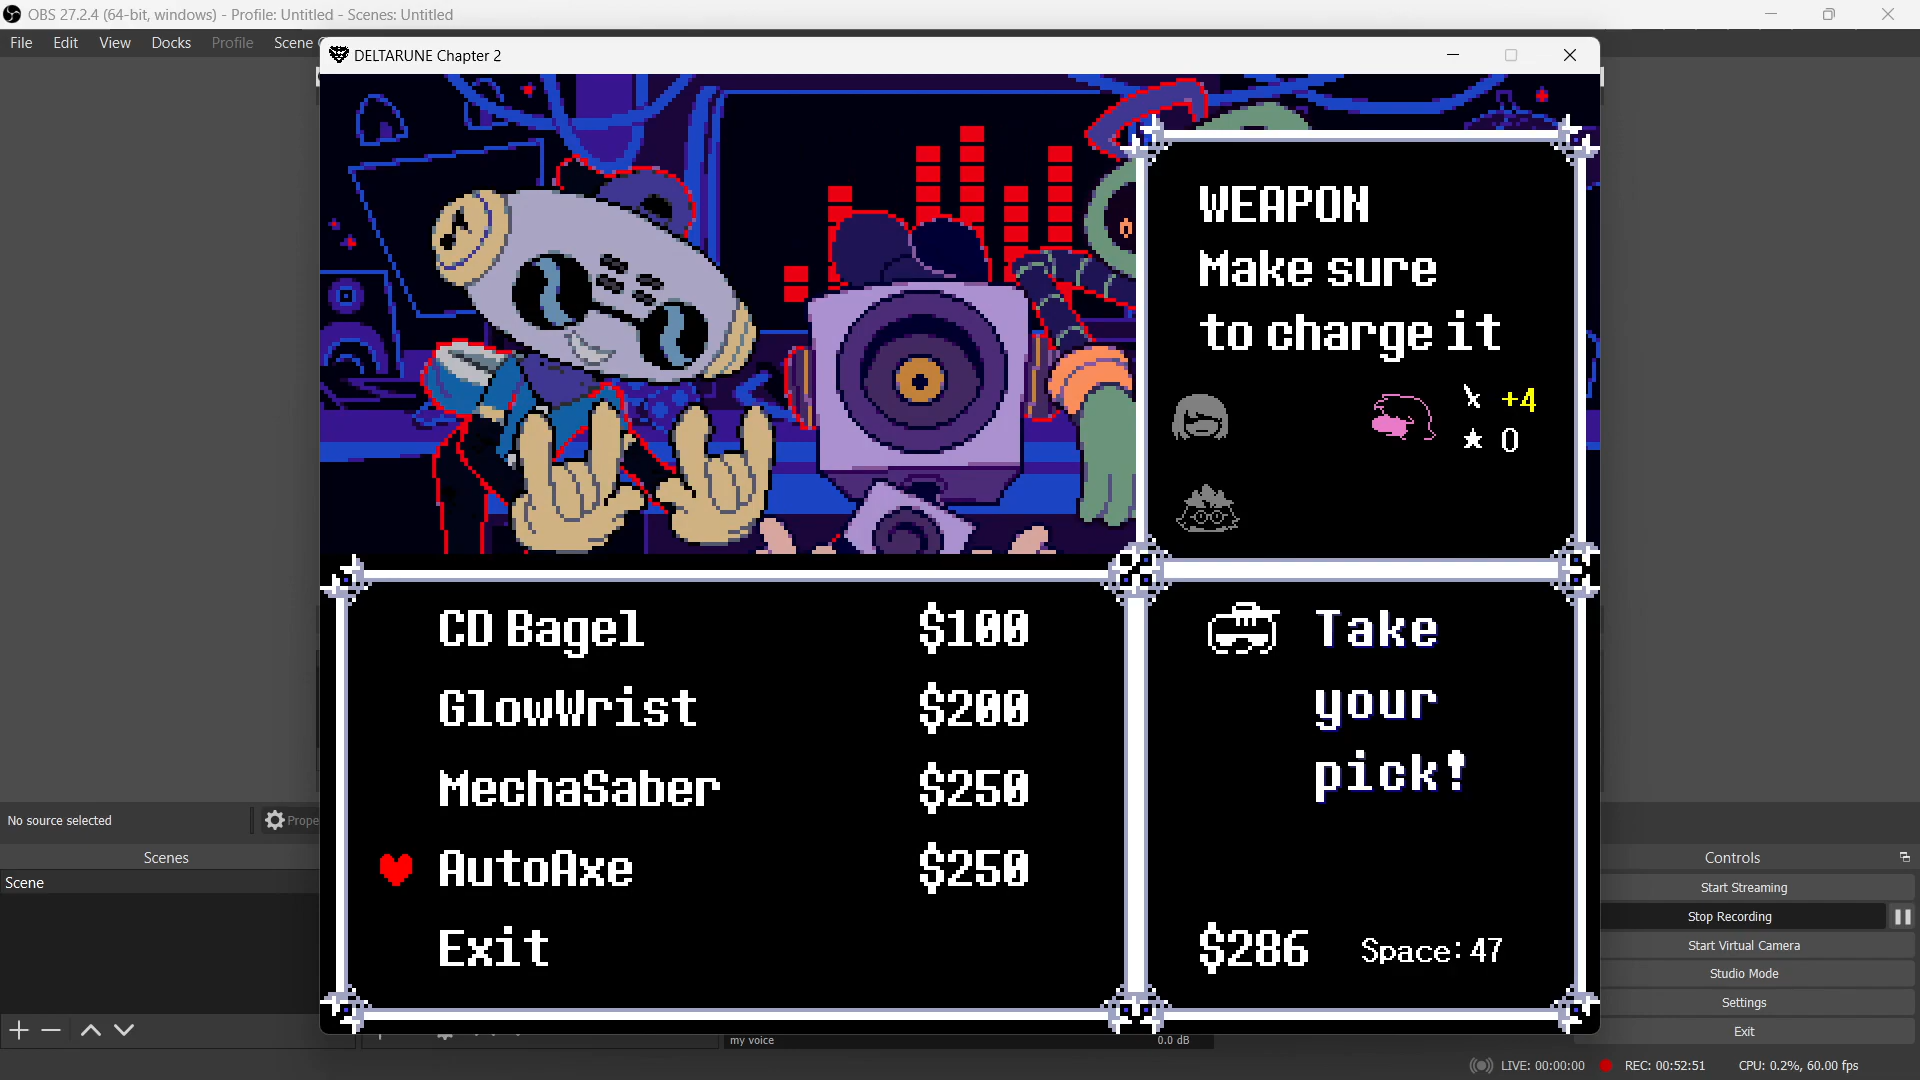 OBS 27.2.4 (64-bit, windows) - Profile: Untitled - Scenes: Untitled
File Edit View Docks Profile Scene
DELTARUNE Chapter 2
WEAPON
Make sure
to charge it
+4
0
CD Bagel $100
GlowWrist $200
MechaSaber $250
AutoAxe $250
Exit
Take
your
pick!
$286 Space:47
No source selected
Scenes
Scene
my voice 0.0 dB
Controls
Start Streaming
Stop Recording
Start Virtual Camera
Studio Mode
Settings
Exit
LIVE: 00:00:00 REC: 00:52:51 CPU: 0.2%, 60.00 fps